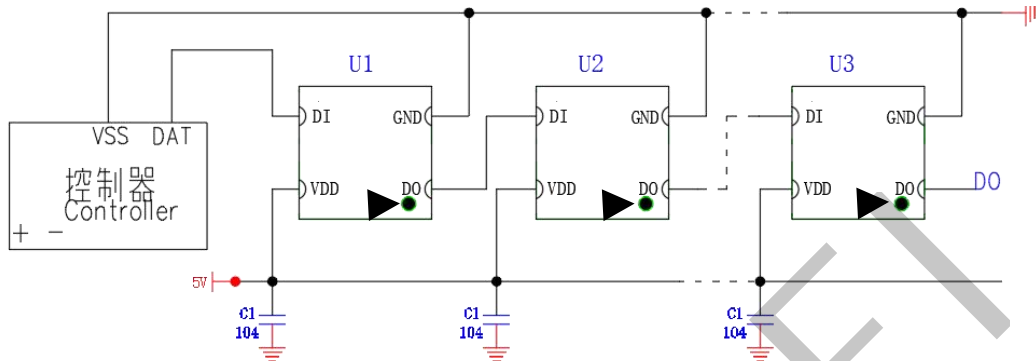 U1
U2
U3
DI
GND
DI
GND
DI
GND
VSS DAT
控制器
Controller
+ -
VDD
DO
VDD
DO
VDD
DO
DO
5V
C1
104
C1
104
C1
104